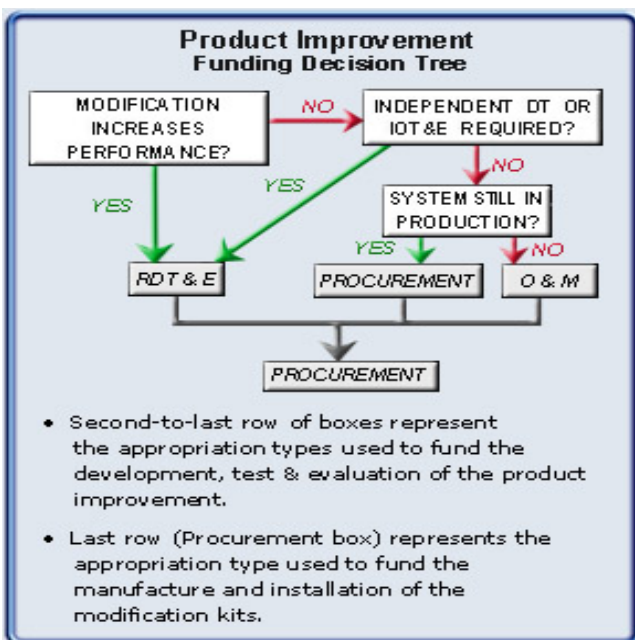 Product Improvement
Funding Decision Tree
MODIFICATION
INCREASES
PERFORMANCE?
NO
INDEPENDENT DT OR
IOT&E REQUIRED?
YES
YES
NO
SYSTEM STILL IN
PRODUCTION?
YES
NO
RDT & E
PROCUREMENT
O & M
PROCUREMENT
• Second-to-last row of boxes represent
the appropriation types used to fund the
development, test & evaluation of the product
improvement.
• Last row (Procurement box) represents the
appropriation type used to fund the
manufacture and installation of the
modification kits.